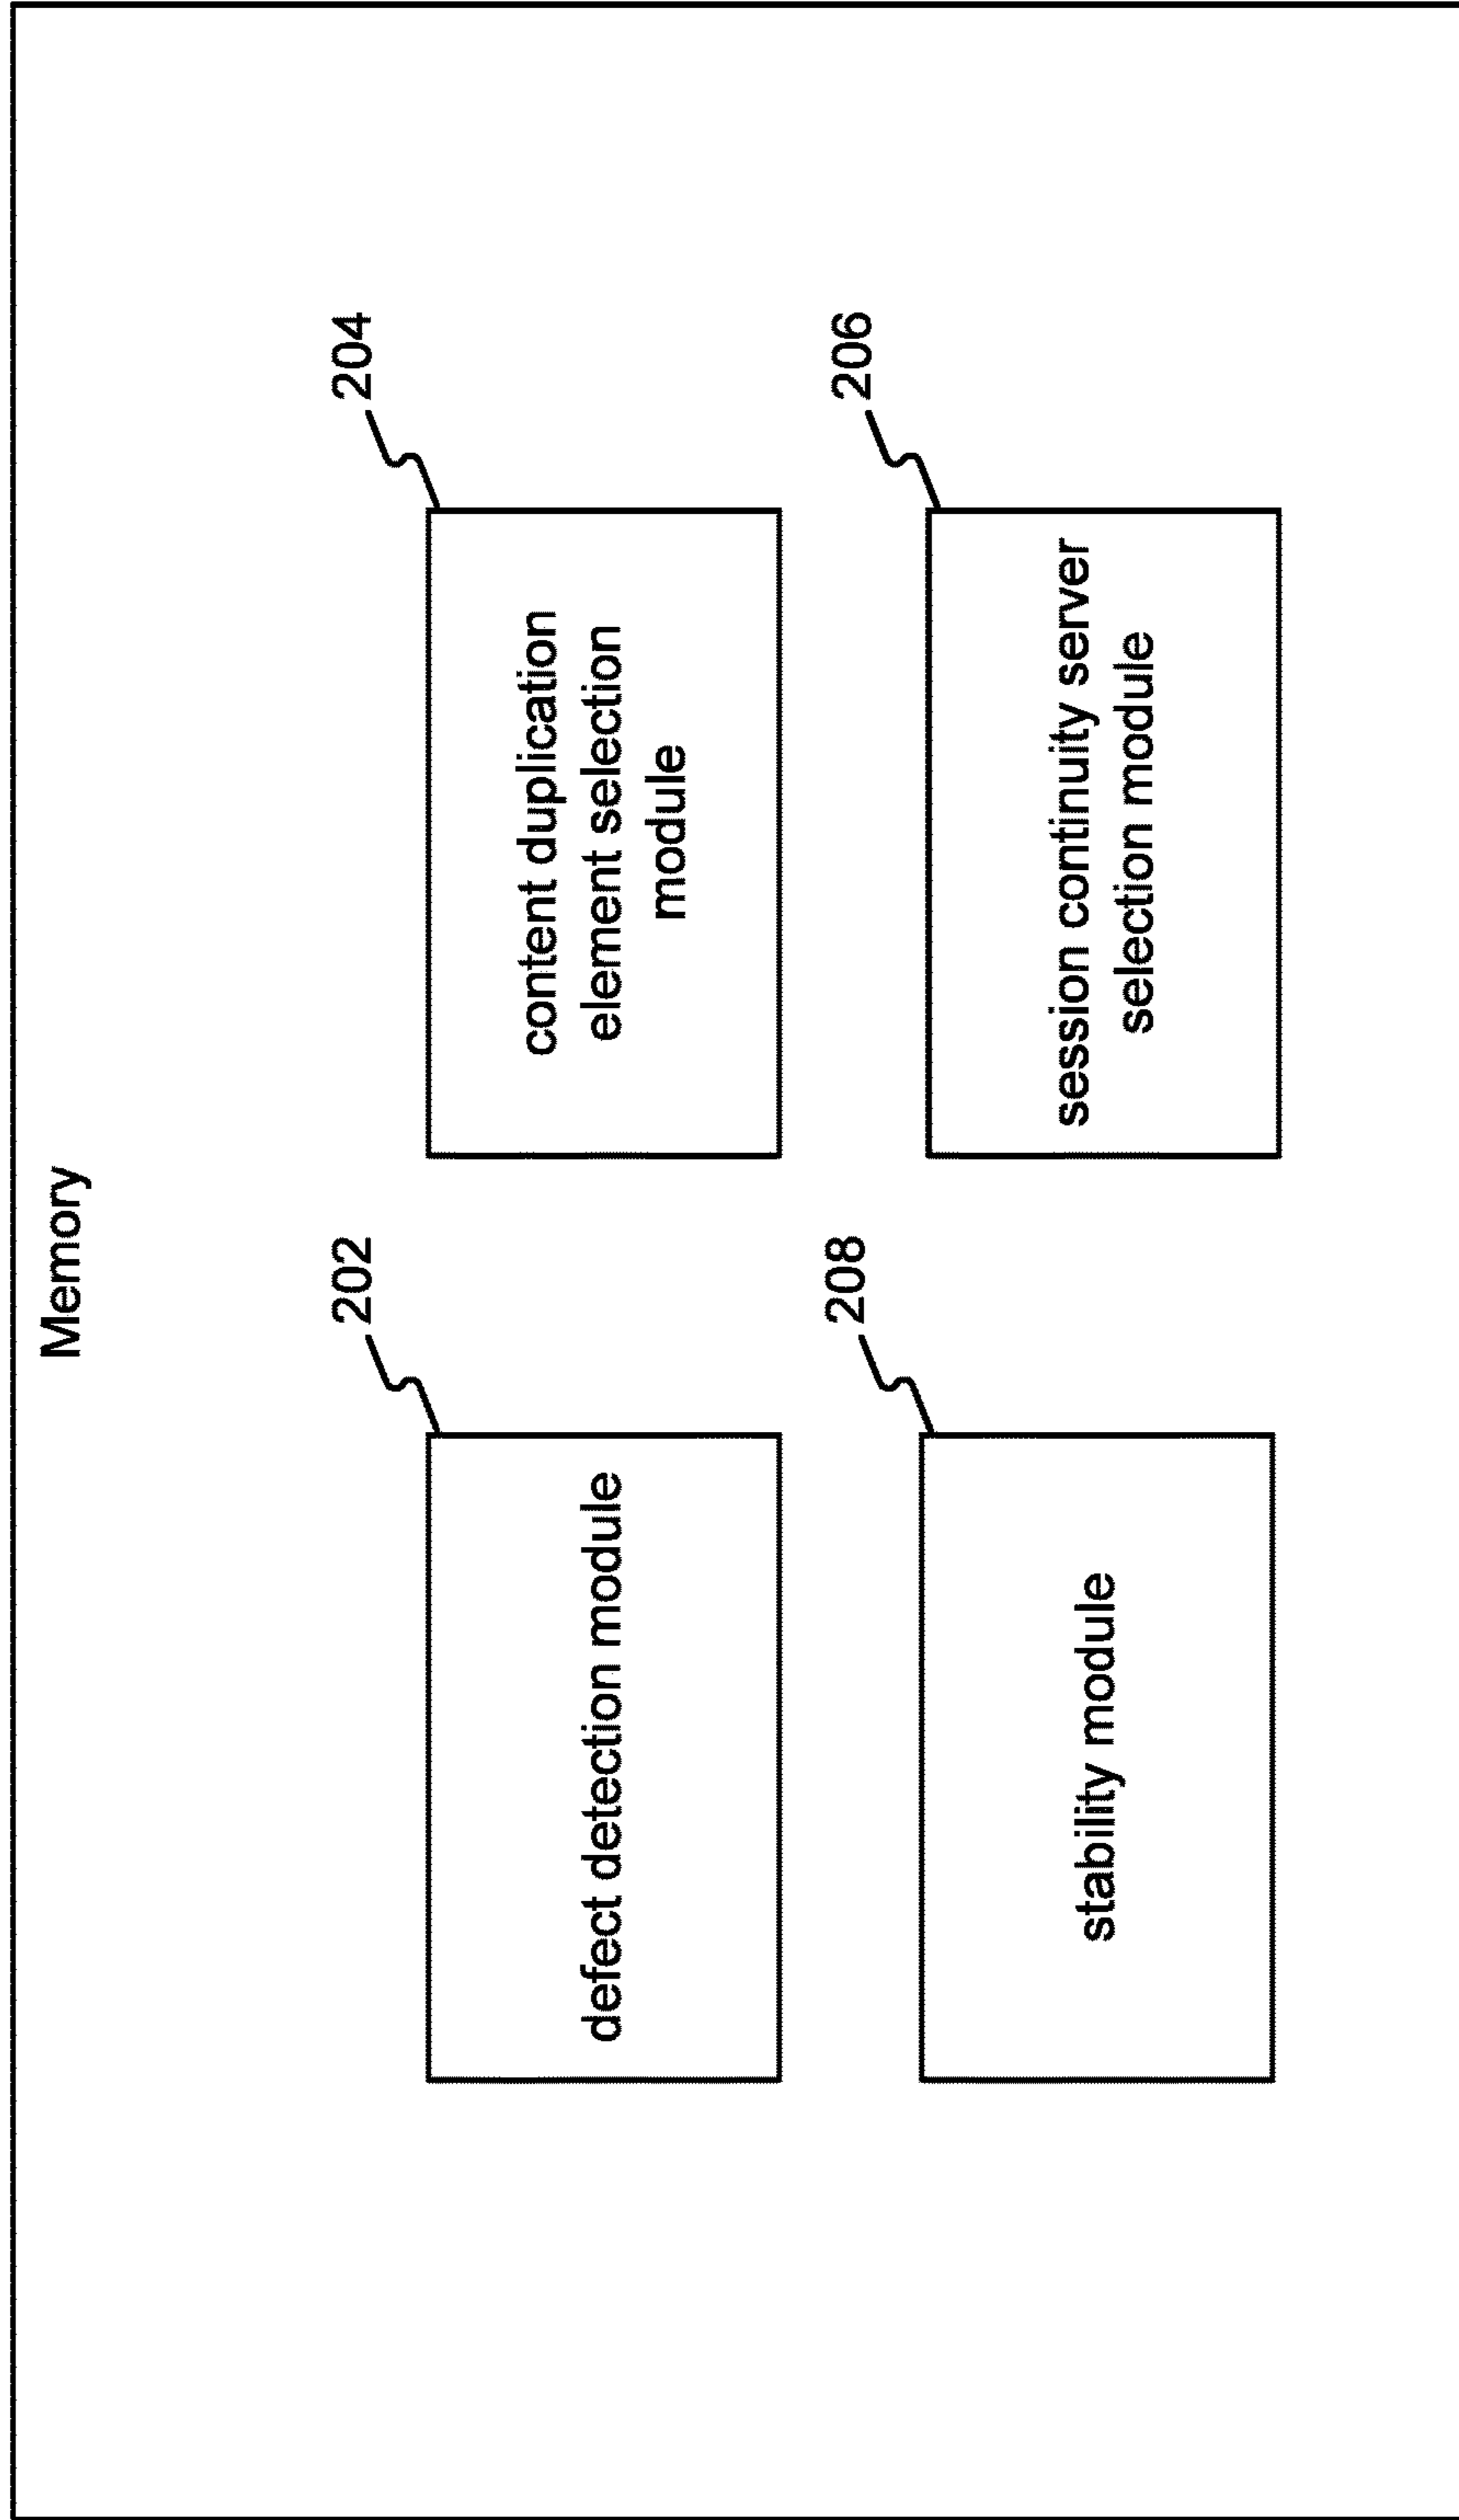 Memory
202
defect detection module
204
content duplication
element selection
module
208
stability module
206
session continuity server
selection module